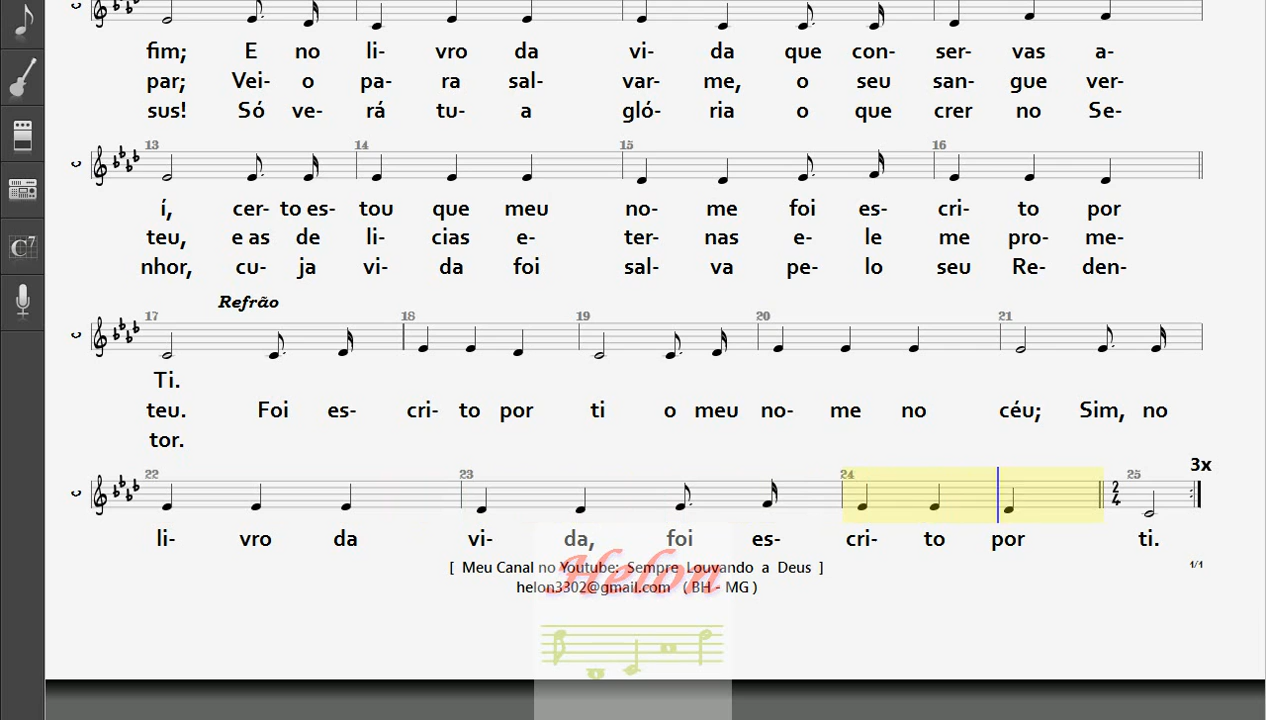 fim; E no li- vro da vi- da que con- ser- vas a-
par; Vei- o pa- ra sal- var- me, o seu san- gue ver-
sus! Só ve- rá tu- a gló- ria o que crer no Se-
13 14 15 16
í, cer- to es- tou que meu no- me foi es- cri- to por
teu, e as de li- cias e- ter- nas e- le me pro- me-
nhor, cu- ja vi- da foi sal- va pe- lo seu Re- den-
Refrão
17 18 19 20 21
Ti.
teu. Foi es- cri- to por ti o meu no- me no céu; Sim, no
tor.
3x
22 23 24 25
2
4
li- vro da vi- da, foi es- cri- to por ti.
[ Meu Canal no Youtube: Sempre Louvando a Deus ]
1/1
helon3302@gmail.com ( BH - MG )
Helon
C7